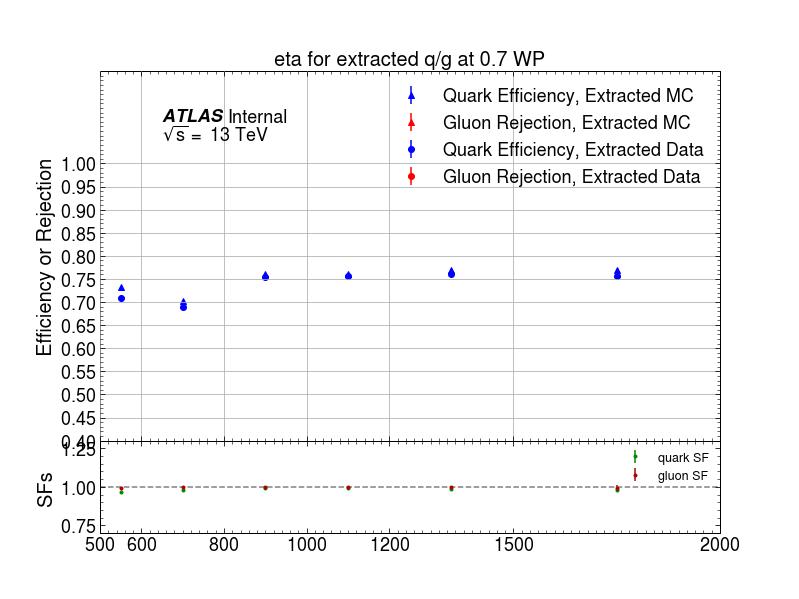 eta for extracted q/g at 0.7 WP
ATLAS Internal
√s = 13 TeV
Quark Efficiency, Extracted MC
Gluon Rejection, Extracted MC
Quark Efficiency, Extracted Data
Gluon Rejection, Extracted Data
Efficiency or Rejection
1.00
0.95
0.90
0.85
0.80
0.75
0.70
0.65
0.60
0.55
0.50
0.45
0.40
SFs
1.25
1.00
0.75
quark SF
gluon SF
500 600 800 1000 1200 1500 2000